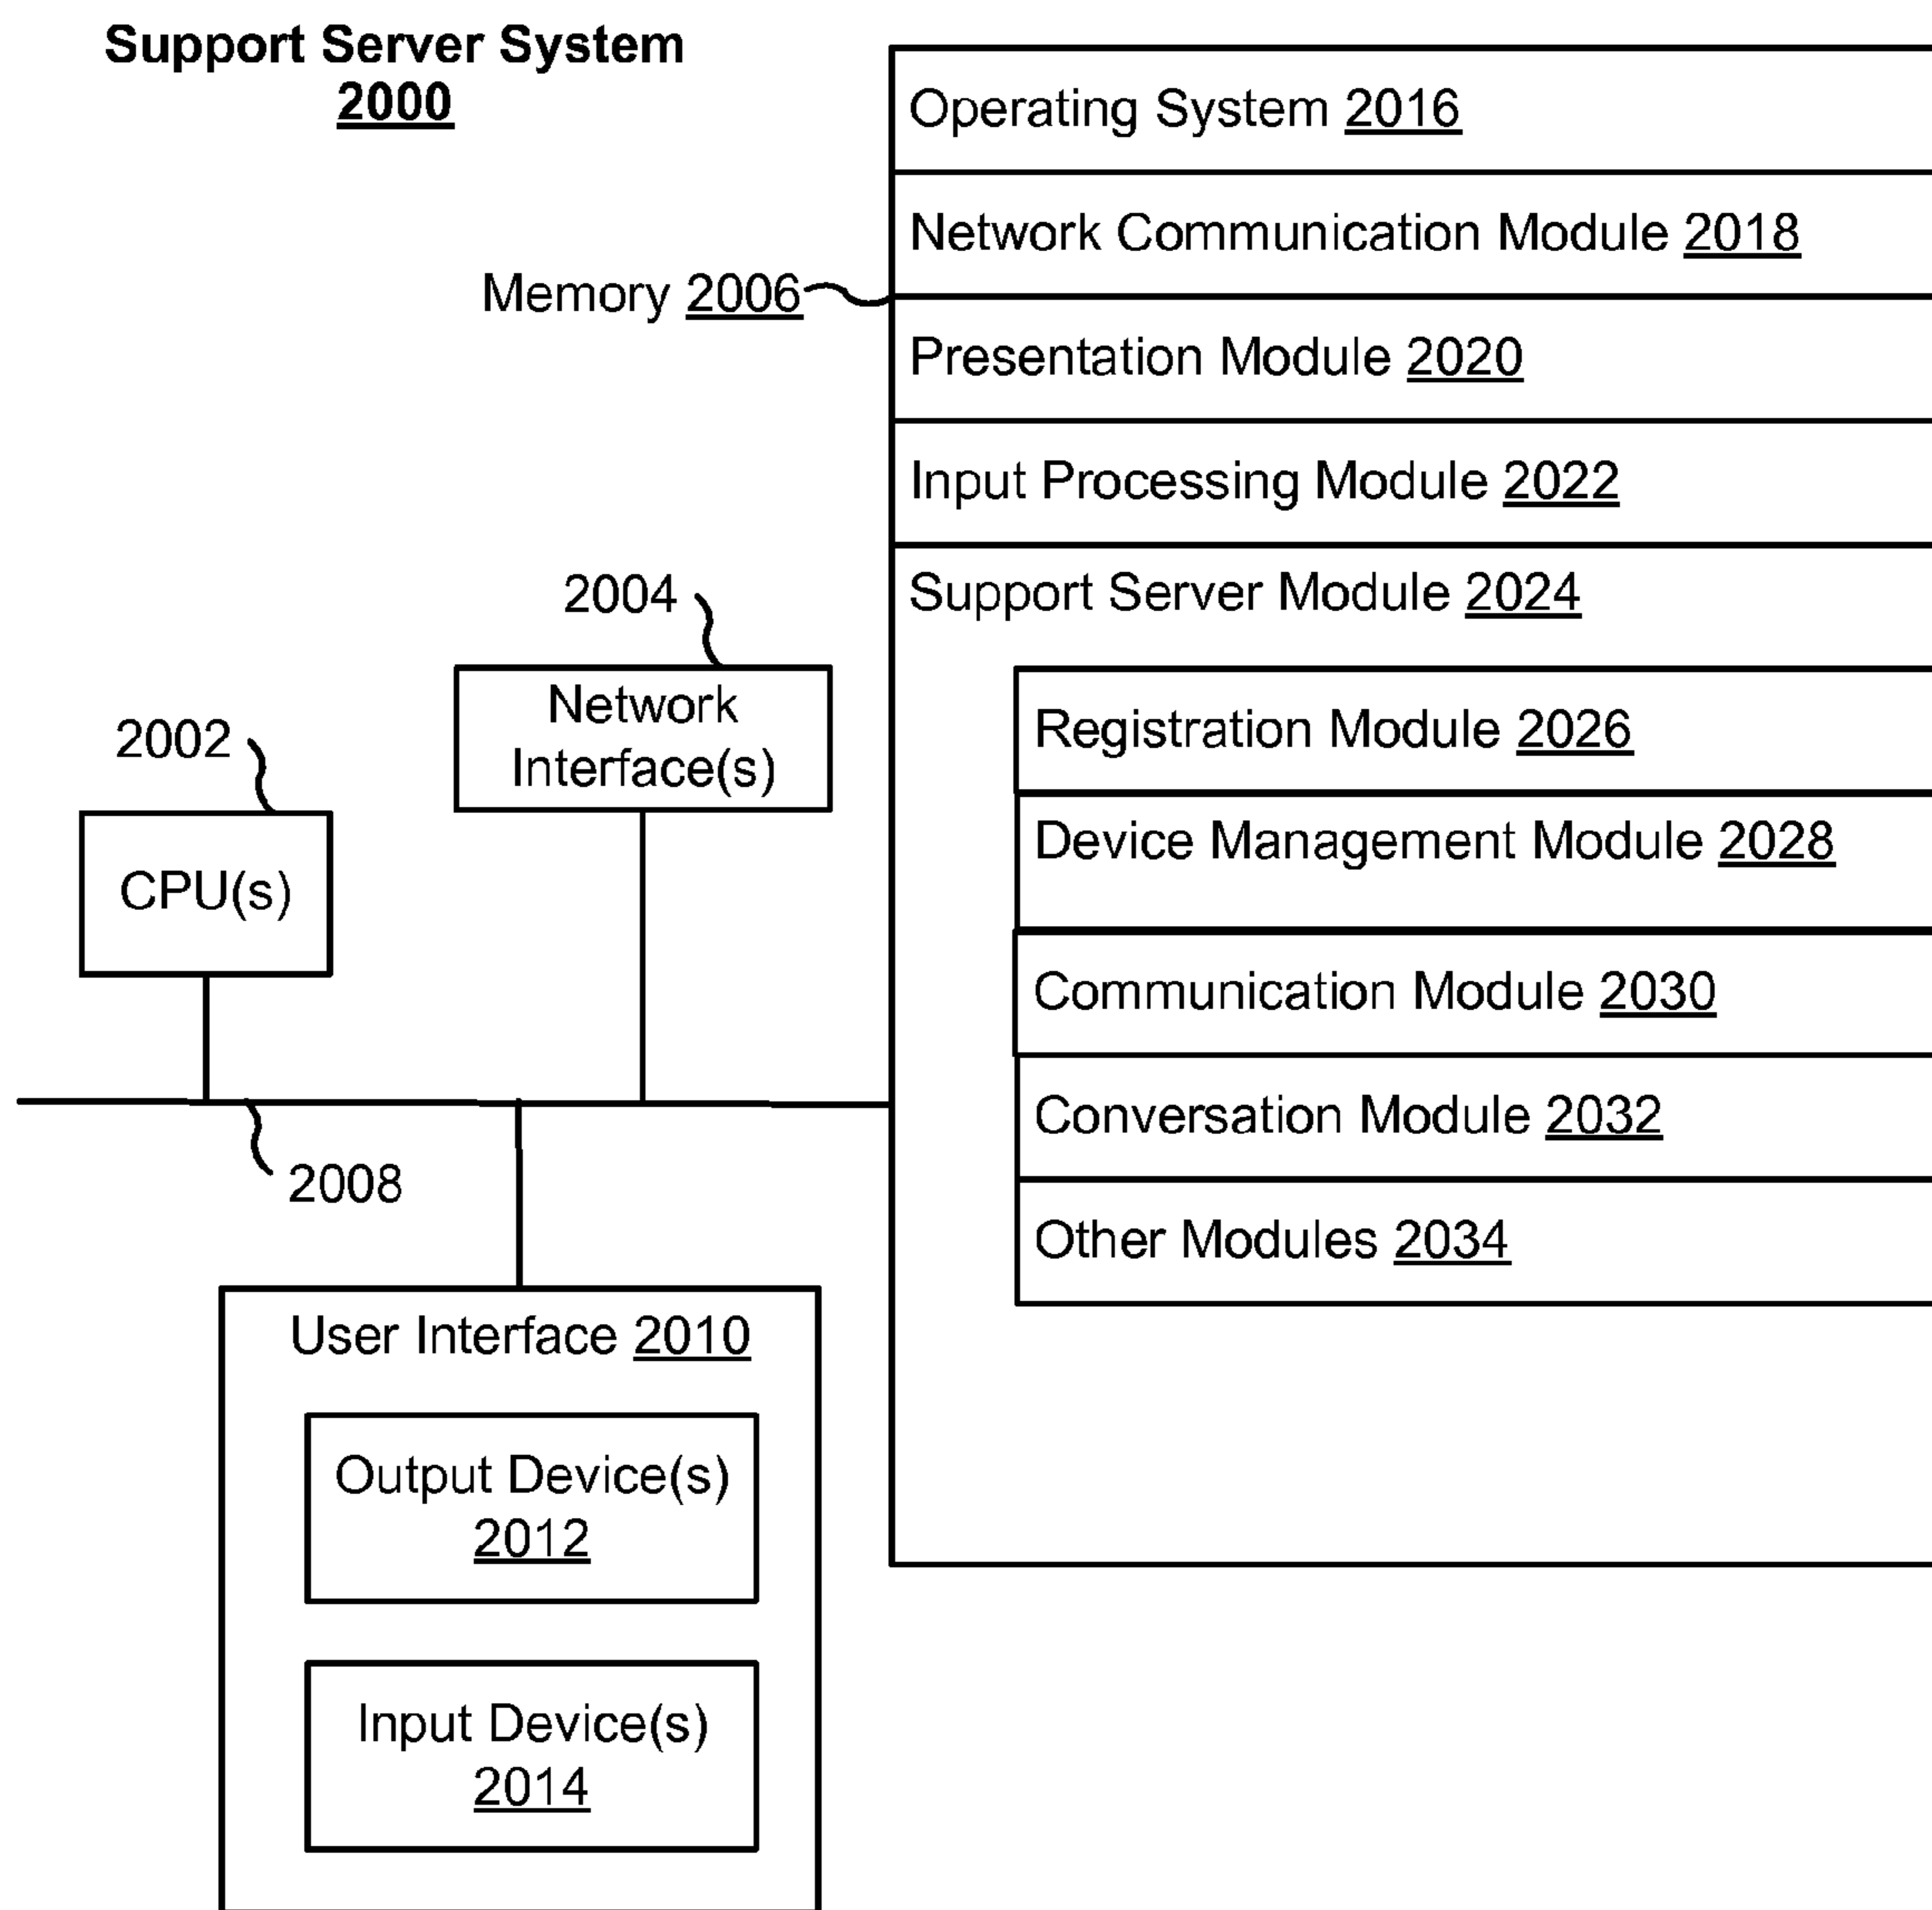 Support Server System
2000
Operating System 2016
Network Communication Module 2018
Memory 2006
Presentation Module 2020
Input Processing Module 2022
Support Server Module 2024
2004
Network
Interface(s)
2002
CPU(s)
Registration Module 2026
Device Management Module 2028
Communication Module 2030
Conversation Module 2032
Other Modules 2034
2008
User Interface 2010
Output Device(s)
2012
Input Device(s)
2014